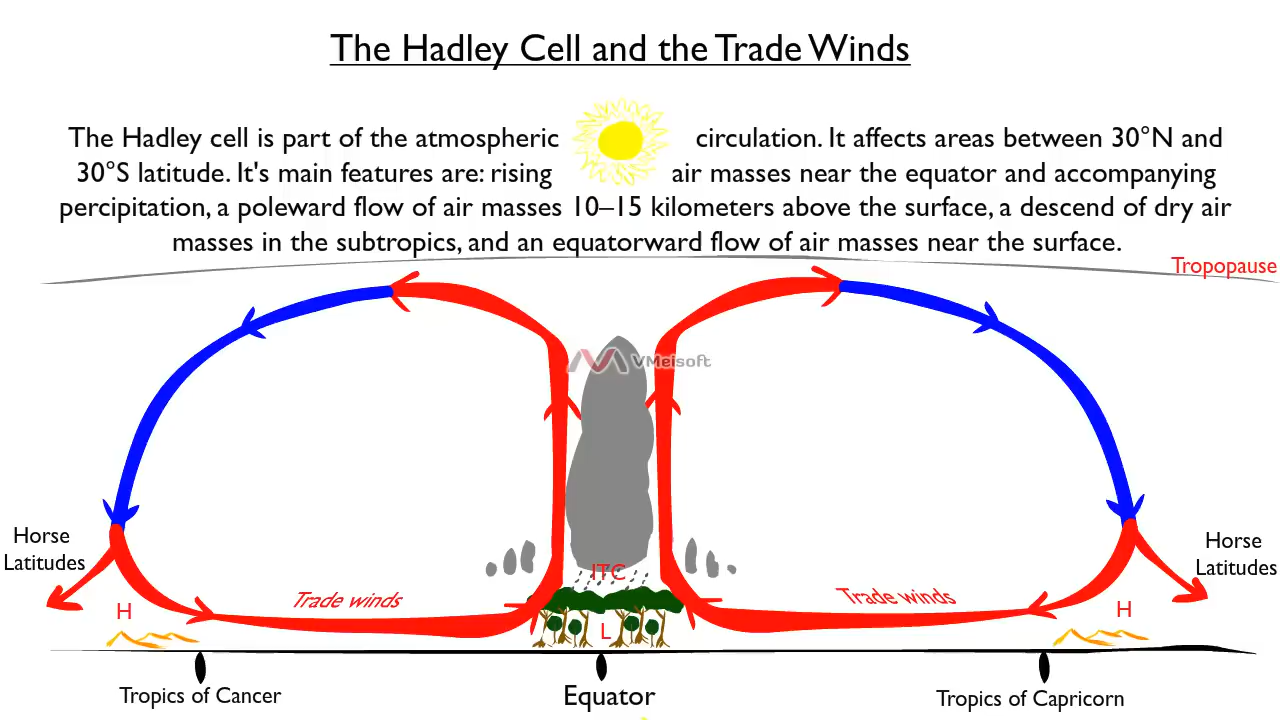 The Hadley Cell and the Trade Winds
The Hadley cell is part of the atmospheric circulation. It affects areas between 30°N and
30°S latitude. It's main features are: rising air masses near the equator and accompanying
percipitation, a poleward flow of air masses 10–15 kilometers above the surface, a descend of dry air
masses in the subtropics, and an equatorward flow of air masses near the surface.
Tropopause
VMeisoft
Horse
Latitudes
Horse
Latitudes
ITC
Trade winds
Trade winds
H
L
H
Tropics of Cancer
Equator
Tropics of Capricorn